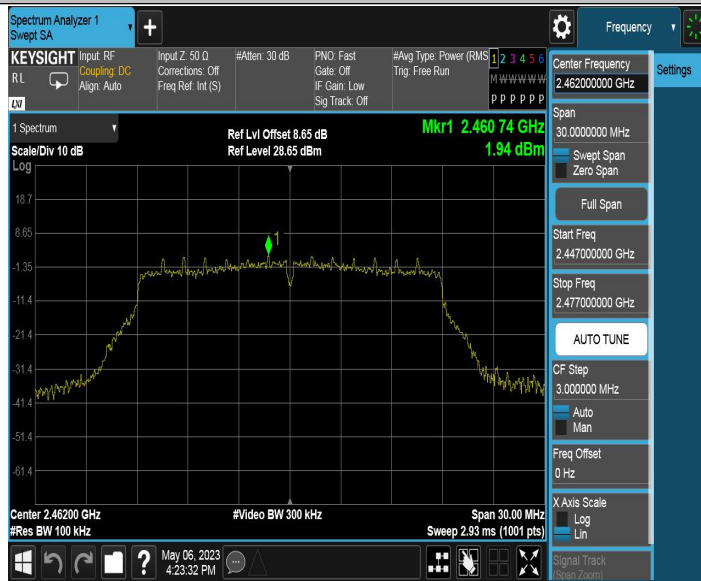 Spectrum Analyzer 1
Swept SA
+
Frequency
KEYSIGHT
RL
LXI
Input: RF
Coupling: DC
Align: Auto
Input Z: 50 Ω
Corrections: Off
Freq Ref: Int (S)
#Atten: 30 dB
PNO: Fast
Gate: Off
IF Gain: Low
Sig Track: Off
#Avg Type: Power (RMS
Trig: Free Run
1 2 3 4 5 6
M W W W W W
P P P P P P
1 Spectrum
Scale/Div 10 dB
Log
Ref Lvl Offset 8.65 dB
Ref Level 28.65 dBm
Mkr1 2.460 74 GHz
1.94 dBm
18.7
8.65
-1.35
-11.4
-21.4
-31.4
-41.4
-51.4
-61.4
1
Center 2.46200 GHz
#Res BW 100 kHz
#Video BW 300 kHz
Span 30.00 MHz
Sweep 2.93 ms (1001 pts)
Center Frequency
2.462000000 GHz
Settings
Span
30.0000000 MHz
Swept Span
Zero Span
Full Span
Start Freq
2.447000000 GHz
Stop Freq
2.477000000 GHz
AUTO TUNE
CF Step
3.000000 MHz
Auto
Man
Freq Offset
0 Hz
X Axis Scale
Log
Lin
Signal Track
(Span Zoom)
?
May 06, 2023
4:23:32 PM